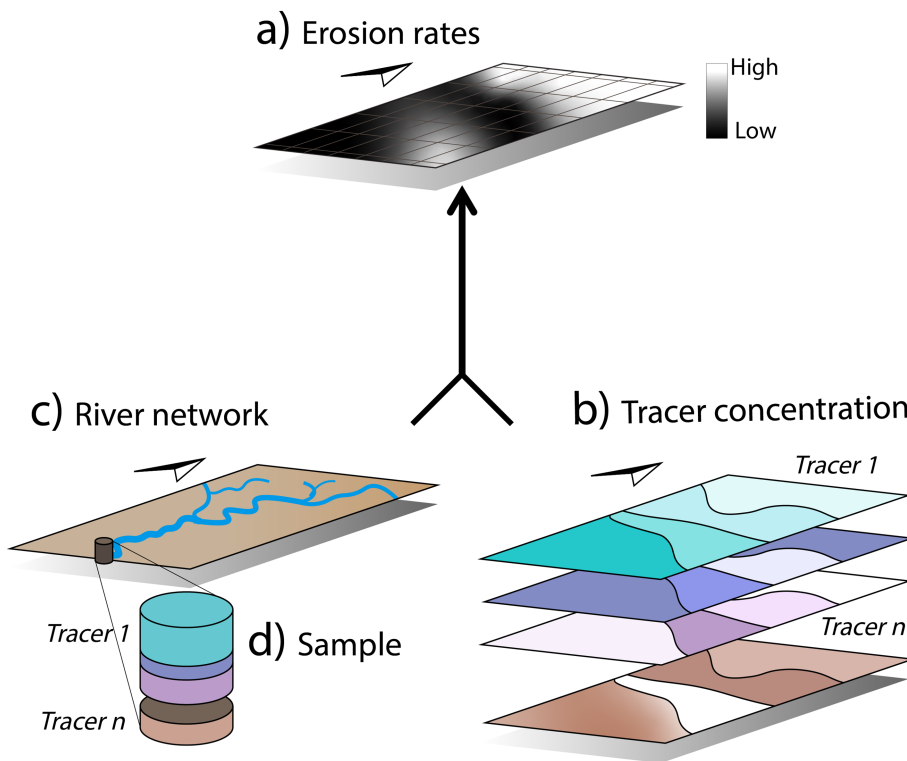 a) Erosion rates
High
Low
c) River network
b) Tracer concentration
Tracer 1
Tracer 1
d) Sample
Tracer n
Tracer n